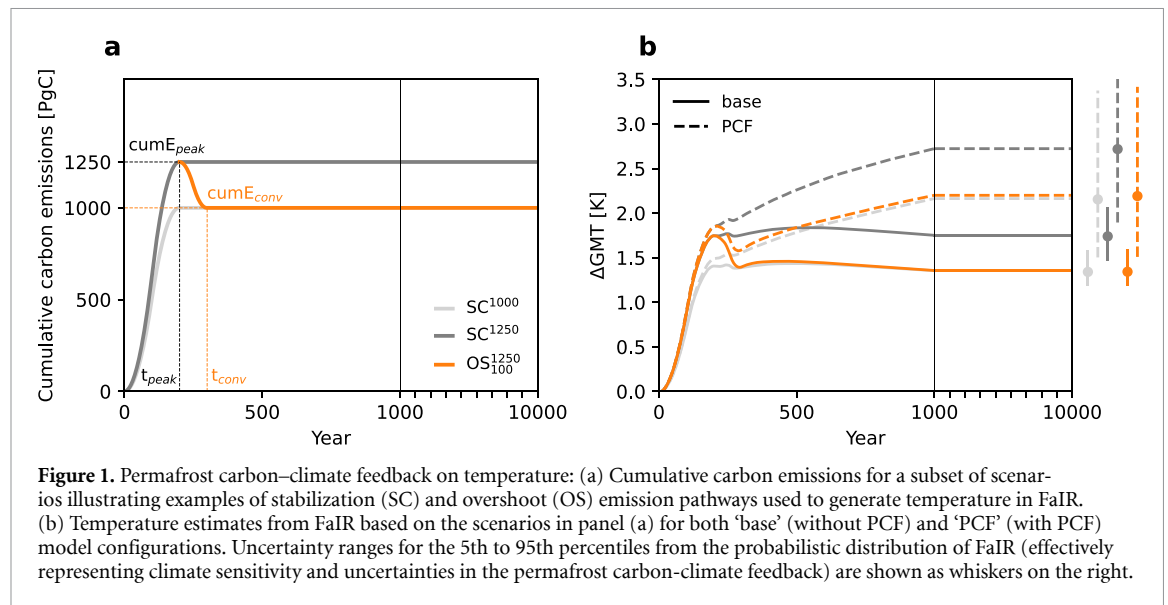 a
Cumulative carbon emissions [PgC]
1250
1000
500
0
cumE_peak
cumE_conv
t_peak
t_conv
SC^1000
SC^1250
OS^1250_100
0
500
1000
10000
Year
b
ΔGMT [K]
3.5
3.0
2.5
2.0
1.5
1.0
0.5
0.0
base
PCF
0
500
1000
10000
Year
Figure 1. Permafrost carbon–climate feedback on temperature: (a) Cumulative carbon emissions for a subset of scenar-
ios illustrating examples of stabilization (SC) and overshoot (OS) emission pathways used to generate temperature in FaIR.
(b) Temperature estimates from FaIR based on the scenarios in panel (a) for both ‘base’ (without PCF) and ‘PCF’ (with PCF)
model configurations. Uncertainty ranges for the 5th to 95th percentiles from the probabilistic distribution of FaIR (effectively
representing climate sensitivity and uncertainties in the permafrost carbon-climate feedback) are shown as whiskers on the right.